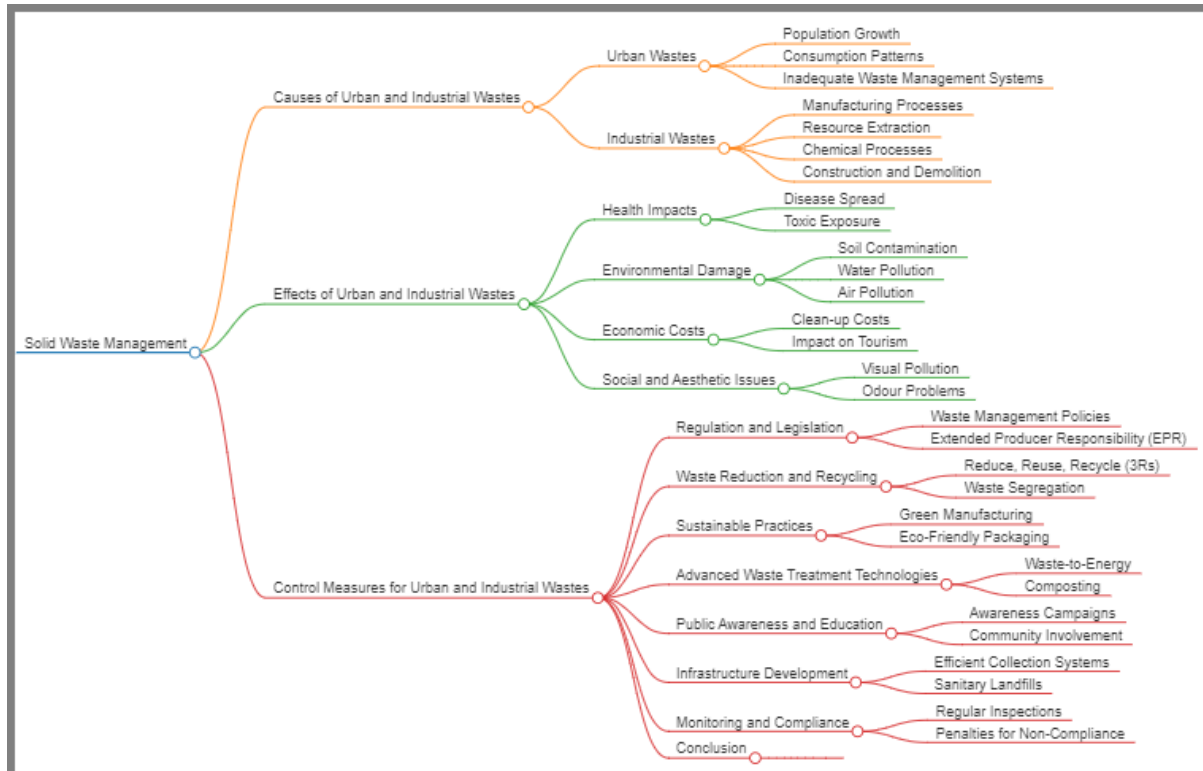 Solid Waste Management
Causes of Urban and Industrial Wastes
Urban Wastes
Population Growth
Consumption Patterns
Inadequate Waste Management Systems
Industrial Wastes
Manufacturing Processes
Resource Extraction
Chemical Processes
Construction and Demolition
Effects of Urban and Industrial Wastes
Health Impacts
Disease Spread
Toxic Exposure
Environmental Damage
Soil Contamination
Water Pollution
Air Pollution
Economic Costs
Clean-up Costs
Impact on Tourism
Social and Aesthetic Issues
Visual Pollution
Odour Problems
Control Measures for Urban and Industrial Wastes
Regulation and Legislation
Waste Management Policies
Extended Producer Responsibility (EPR)
Waste Reduction and Recycling
Reduce, Reuse, Recycle (3Rs)
Waste Segregation
Sustainable Practices
Green Manufacturing
Eco-Friendly Packaging
Advanced Waste Treatment Technologies
Waste-to-Energy
Composting
Public Awareness and Education
Awareness Campaigns
Community Involvement
Infrastructure Development
Efficient Collection Systems
Sanitary Landfills
Monitoring and Compliance
Regular Inspections
Penalties for Non-Compliance
Conclusion